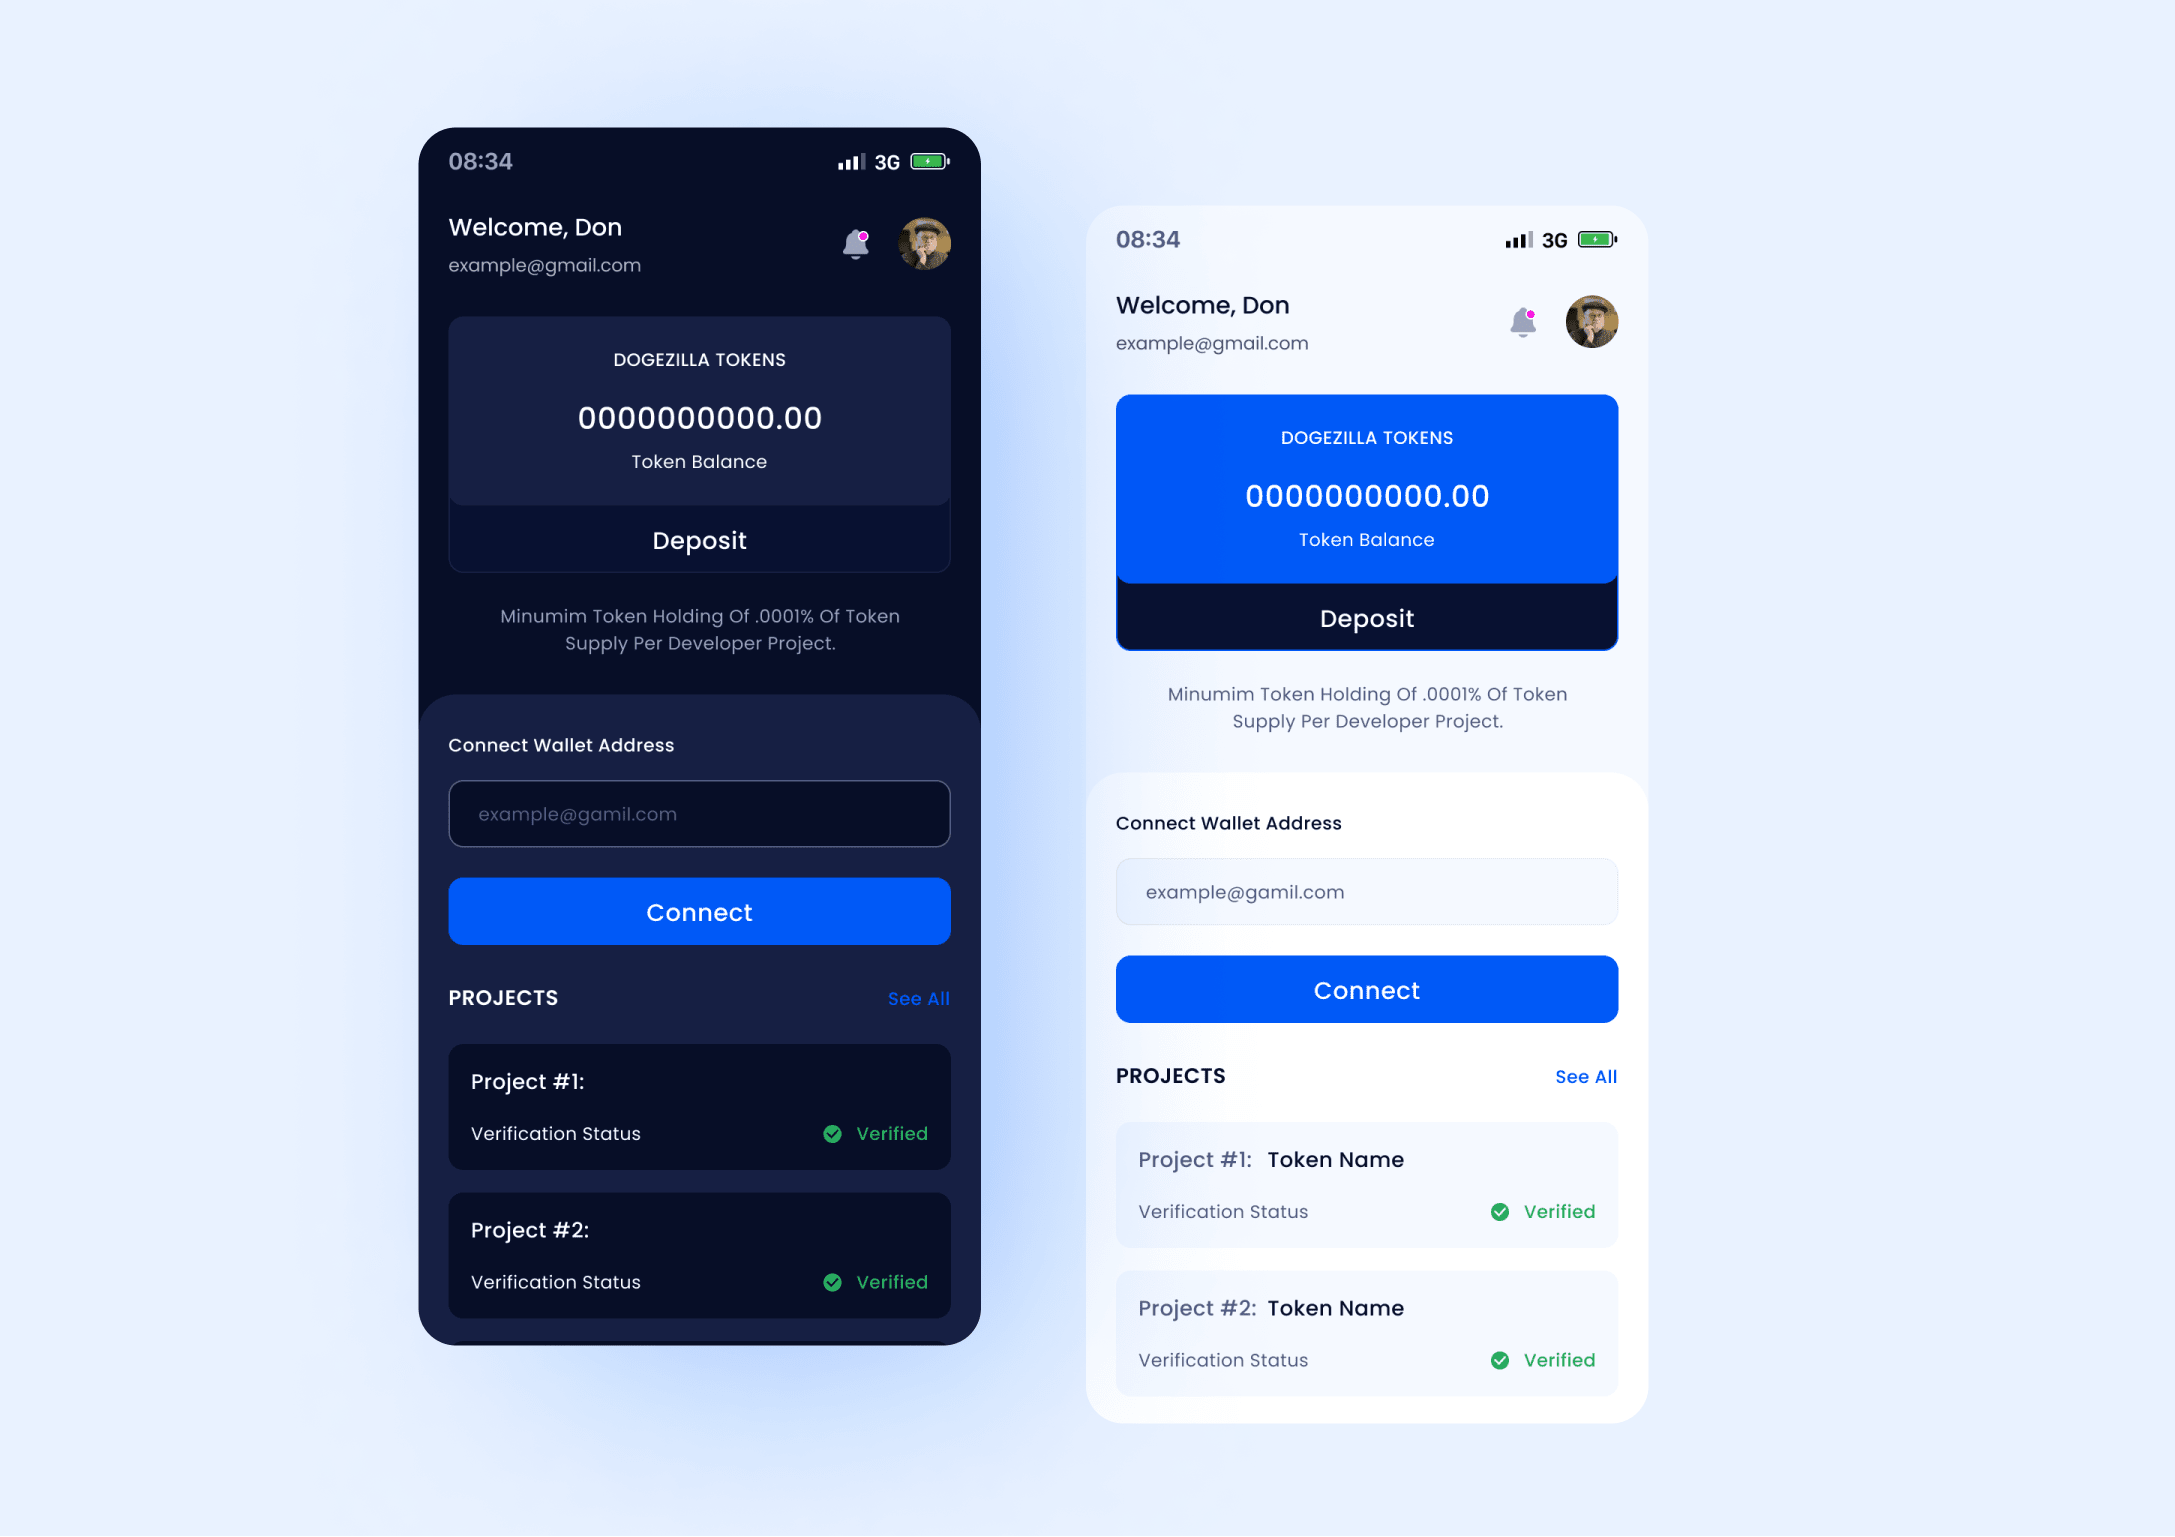 08:34
3G
Welcome, Don
example@gmail.com
DOGEZILLA TOKENS
0000000000.00
Token Balance
Deposit
Minumim Token Holding Of .0001% Of Token
Supply Per Developer Project.
Connect Wallet Address
example@gamil.com
Connect
PROJECTS
See All
Project #1:
Verification Status
Verified
Project #2:
Verification Status
Verified
08:34
3G
Welcome, Don
example@gmail.com
DOGEZILLA TOKENS
0000000000.00
Token Balance
Deposit
Minumim Token Holding Of .0001% Of Token
Supply Per Developer Project.
Connect Wallet Address
example@gamil.com
Connect
PROJECTS
See All
Project #1: Token Name
Verification Status
Verified
Project #2: Token Name
Verification Status
Verified